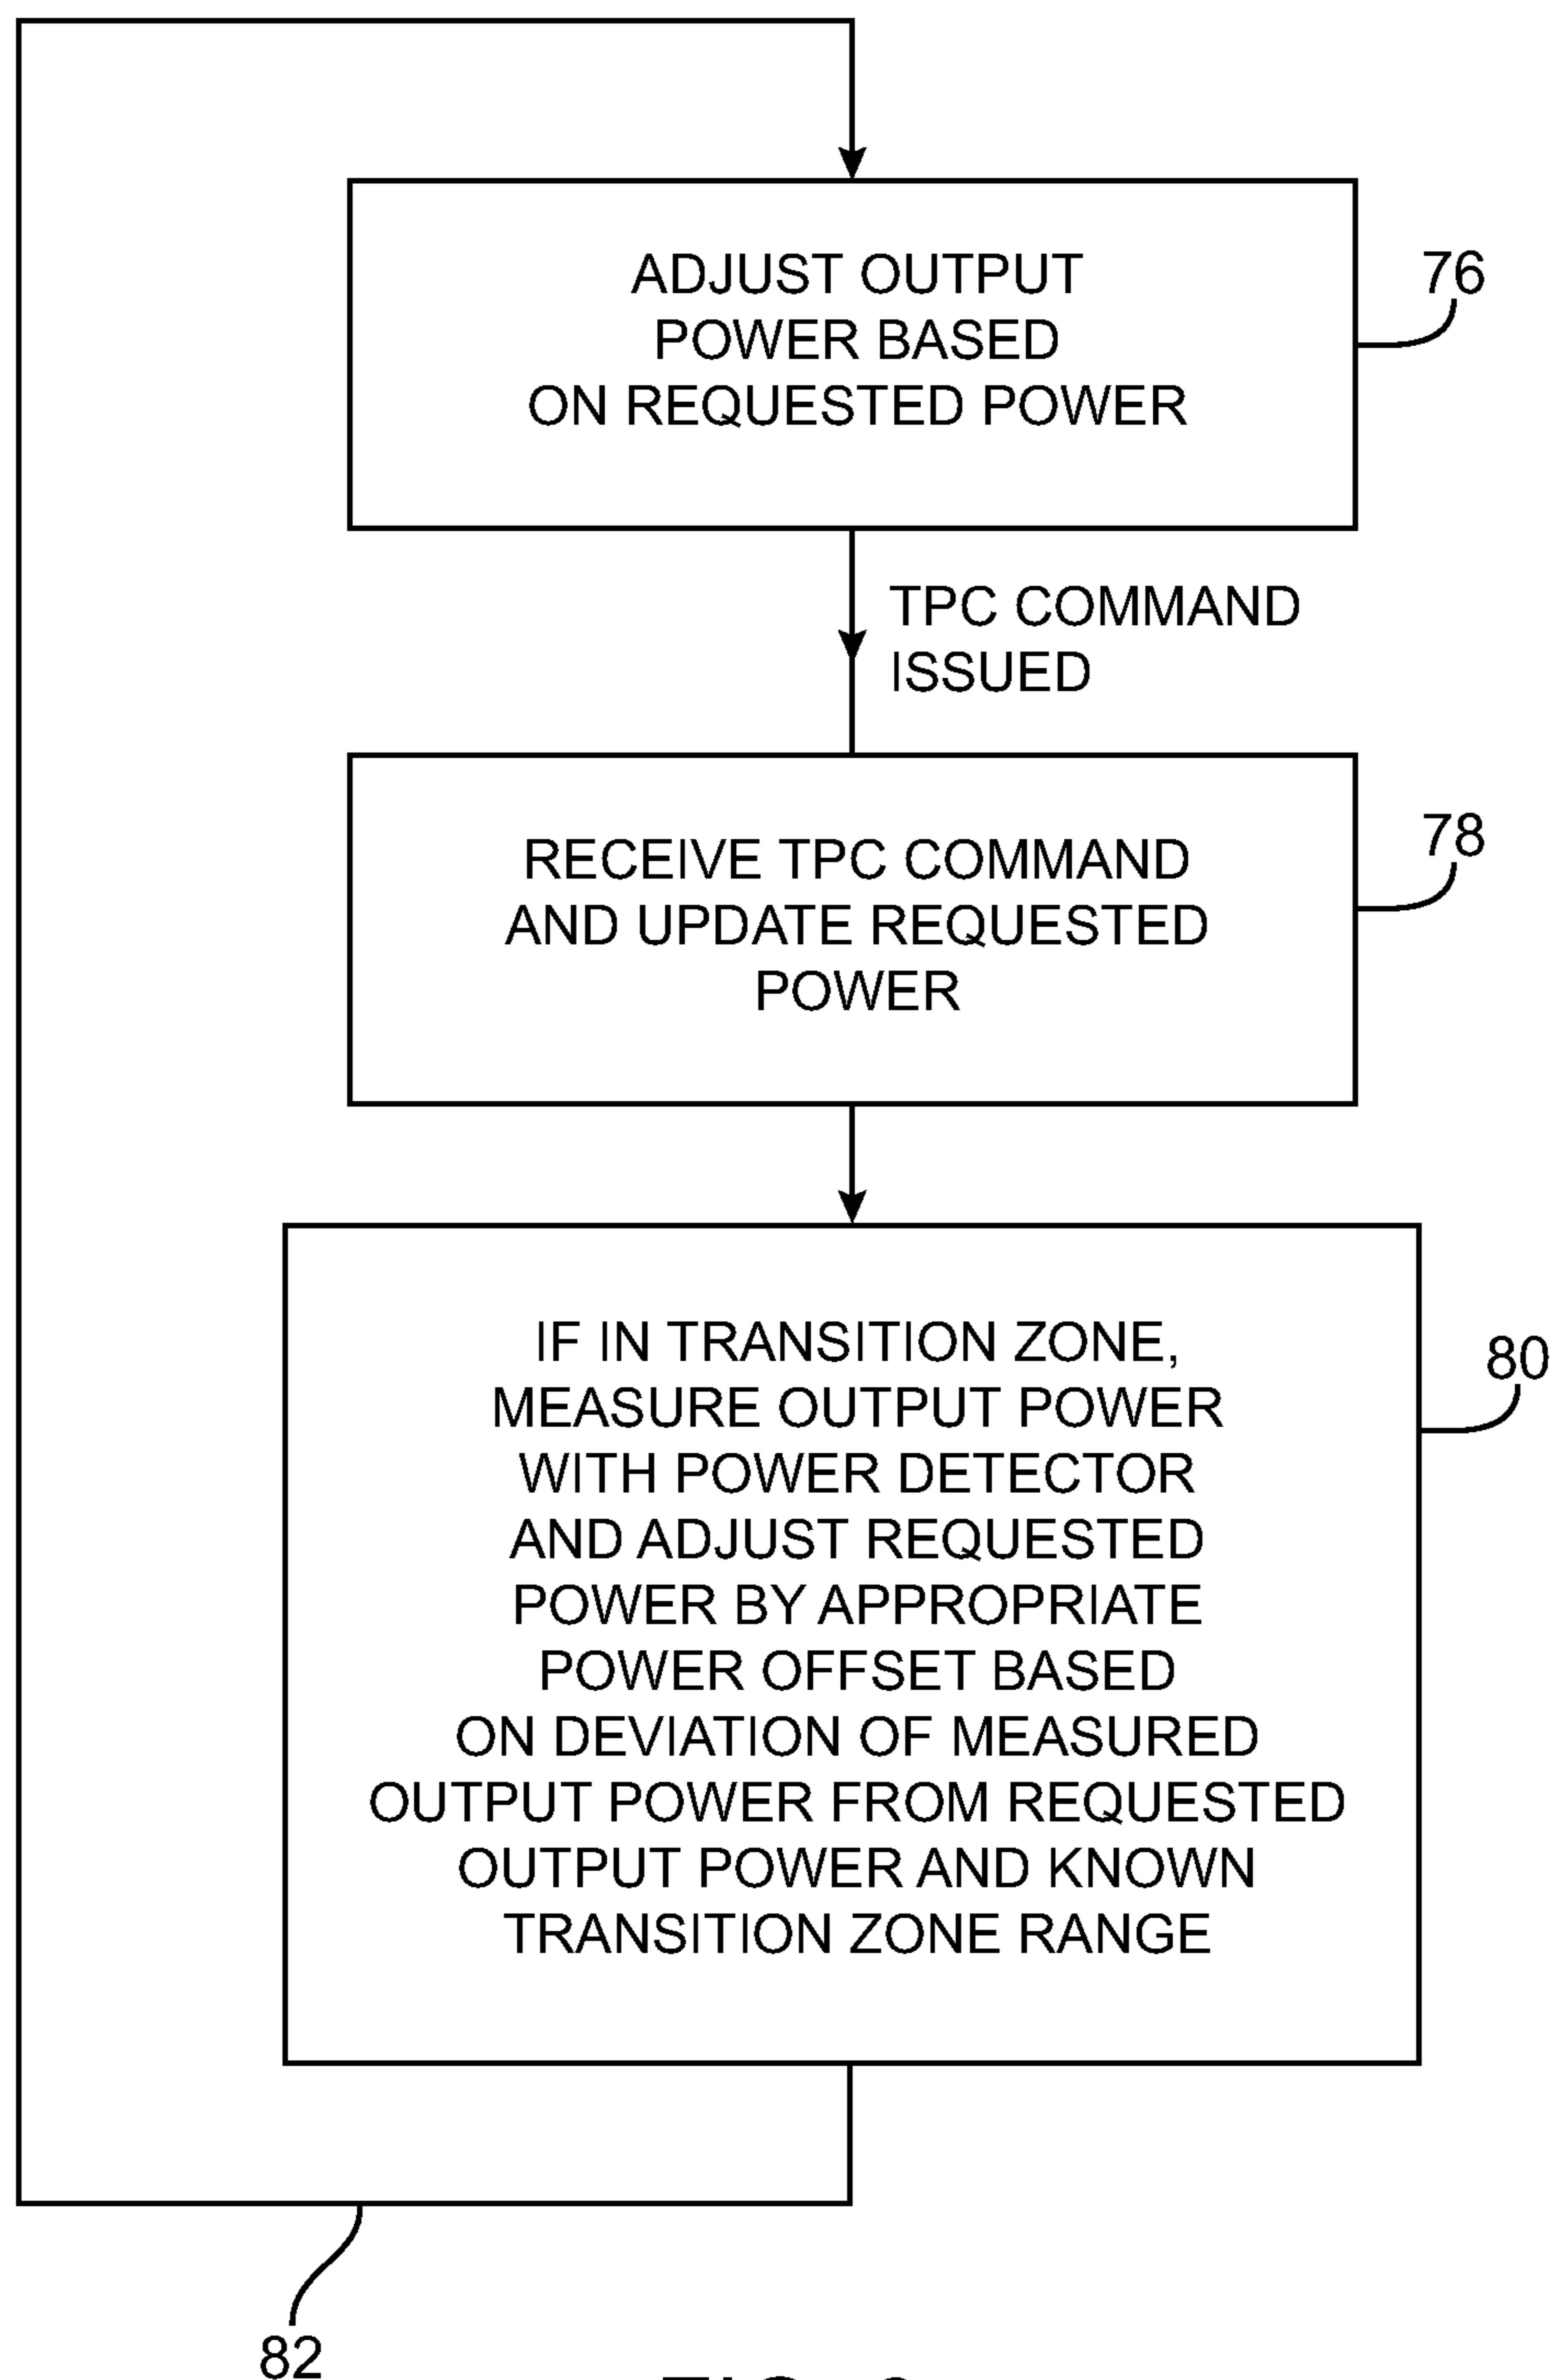 ADJUST OUTPUT
POWER BASED
ON REQUESTED POWER
76
TPC COMMAND
ISSUED
RECEIVE TPC COMMAND
AND UPDATE REQUESTED
POWER
78
IF IN TRANSITION ZONE,
MEASURE OUTPUT POWER
WITH POWER DETECTOR
AND ADJUST REQUESTED
POWER BY APPROPRIATE
POWER OFFSET BASED
ON DEVIATION OF MEASURED
OUTPUT POWER FROM REQUESTED
OUTPUT POWER AND KNOWN
TRANSITION ZONE RANGE
80
82